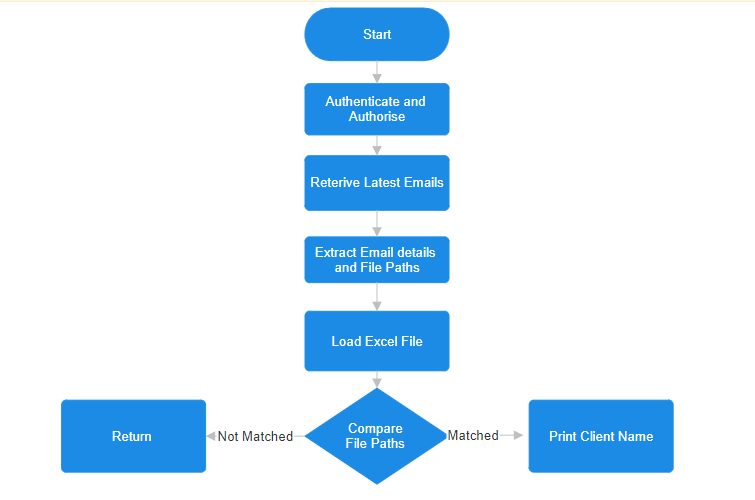 Start
Authenticate and
Authorise
Reterive Latest Emails
Extract Email details
and File Paths
Load Excel File
Compare
File Paths
Return
Not Matched
Matched
Print Client Name